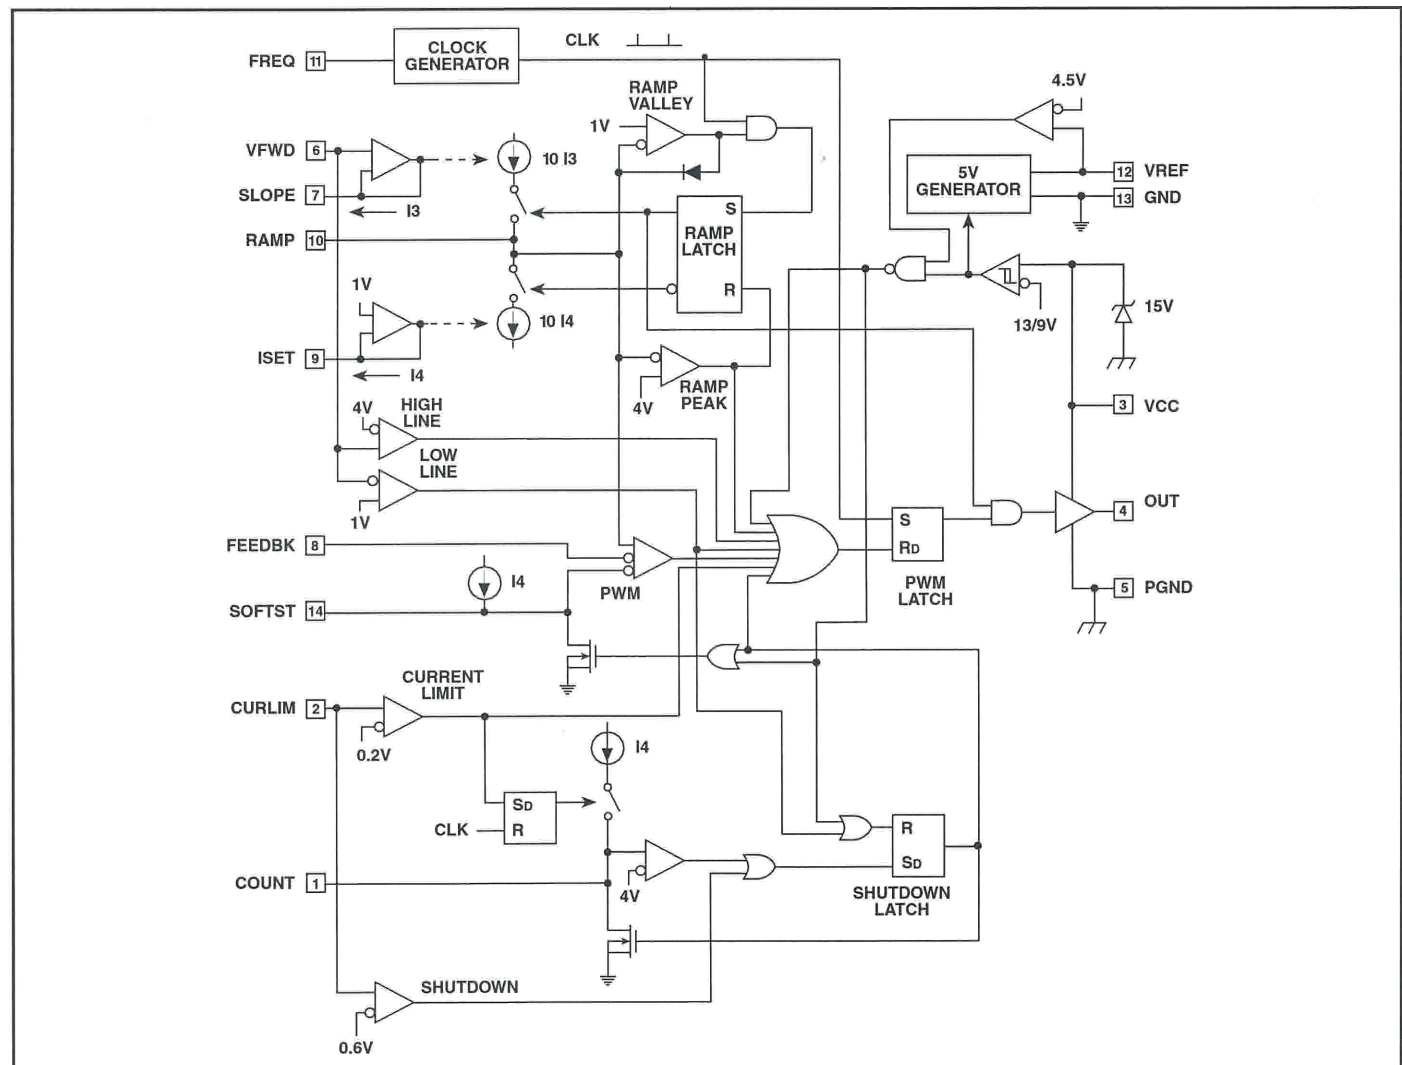 CLK
FREQ 11
CLOCK
GENERATOR
4.5V
RAMP
VALLEY
1V
VFWD 6
10 I3
5V
GENERATOR
12 VREF
SLOPE 7
I3
S
13 GND
RAMP 10
RAMP
LATCH
1V
R
15V
10 I4
13/9V
ISET 9
I4
RAMP
PEAK
4V
4V
HIGH
LINE
3 VCC
LOW
LINE
1V
4 OUT
S
RD
FEEDBK 8
PWM
I4
PWM
LATCH
5 PGND
SOFTST 14
CURRENT
LIMIT
CURLIM 2
0.2V
I4
SD
R
CLK
R
SD
COUNT 1
4V
SHUTDOWN
LATCH
SHUTDOWN
0.6V